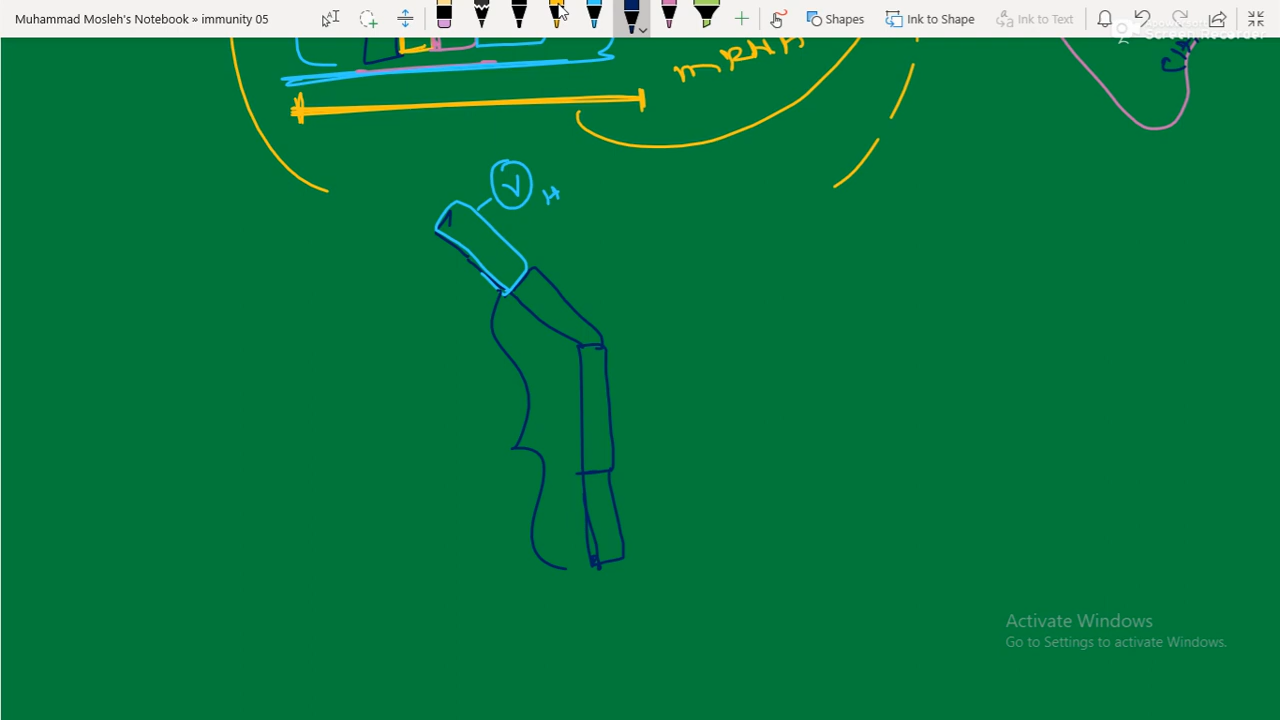 Muhammad Mosleh's Notebook » immunity 05
Shapes
Ink to Shape
Ink to Text
mRNA
V H
Activate Windows
Go to Settings to activate Windows.